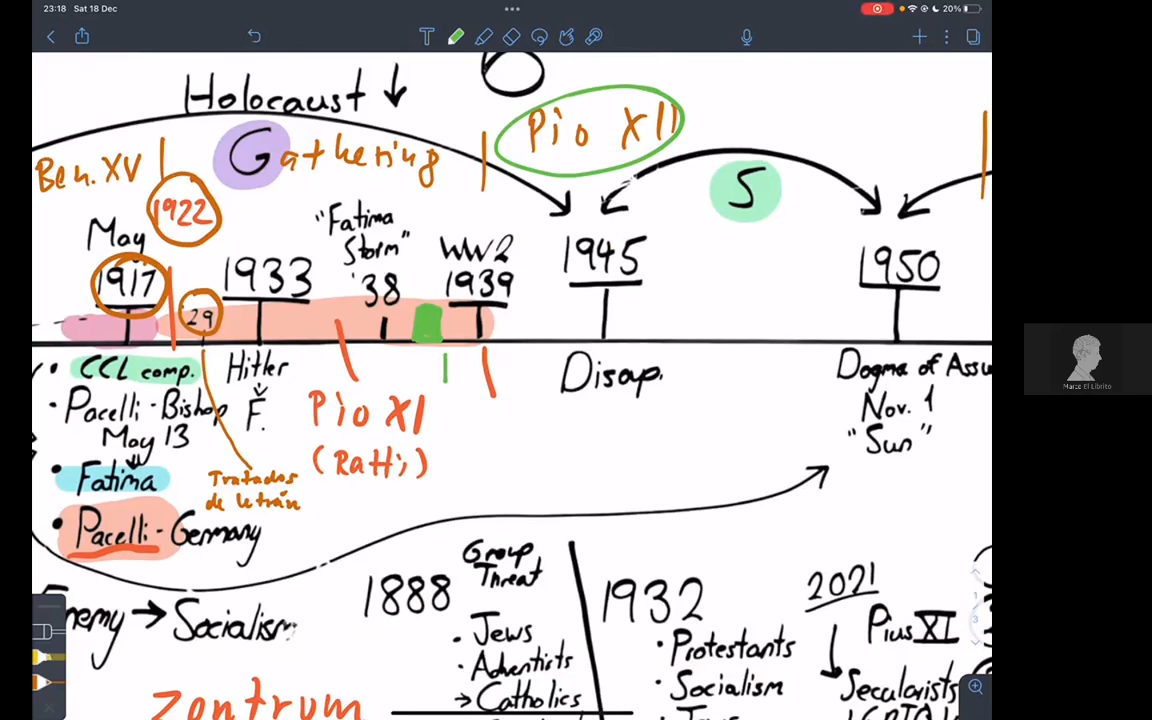 23:18 Sat 18 Dec
20%
Holocaust ↓
Pio XII
Ben. XV
Gathering
S
1922
"Fatima
Storm"
May
1917
29
1933
'38
WW2
1939
1945
1950
• CCL comp.
• Pacelli - Bishop
May 13
• Fatima
• Pacelli - Germany
Hitler
F.
Pio XI
(Ratti)
Tratados
de letrán
Disap.
Dogma of Assu
Nov. 1
"Sun"
→ Socialism
1888
Group
Threat
• Jews
• Adventists
→ Catholics
1932
• Protestants
• Socialism
2021
Pius XI
Secularists
Zentrum
Marco El Librito